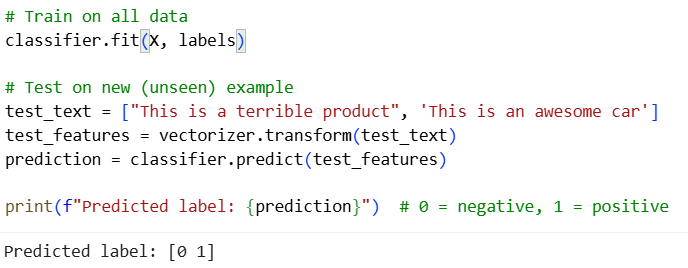 # Train on all data
classifier.fit(X, labels)
# Test on new (unseen) example
test_text = ["This is a terrible product", 'This is an awesome car']
test_features = vectorizer.transform(test_text)
prediction = classifier.predict(test_features)
print(f"Predicted label: {prediction}")  # 0 = negative, 1 = positive
Predicted label: [0 1]